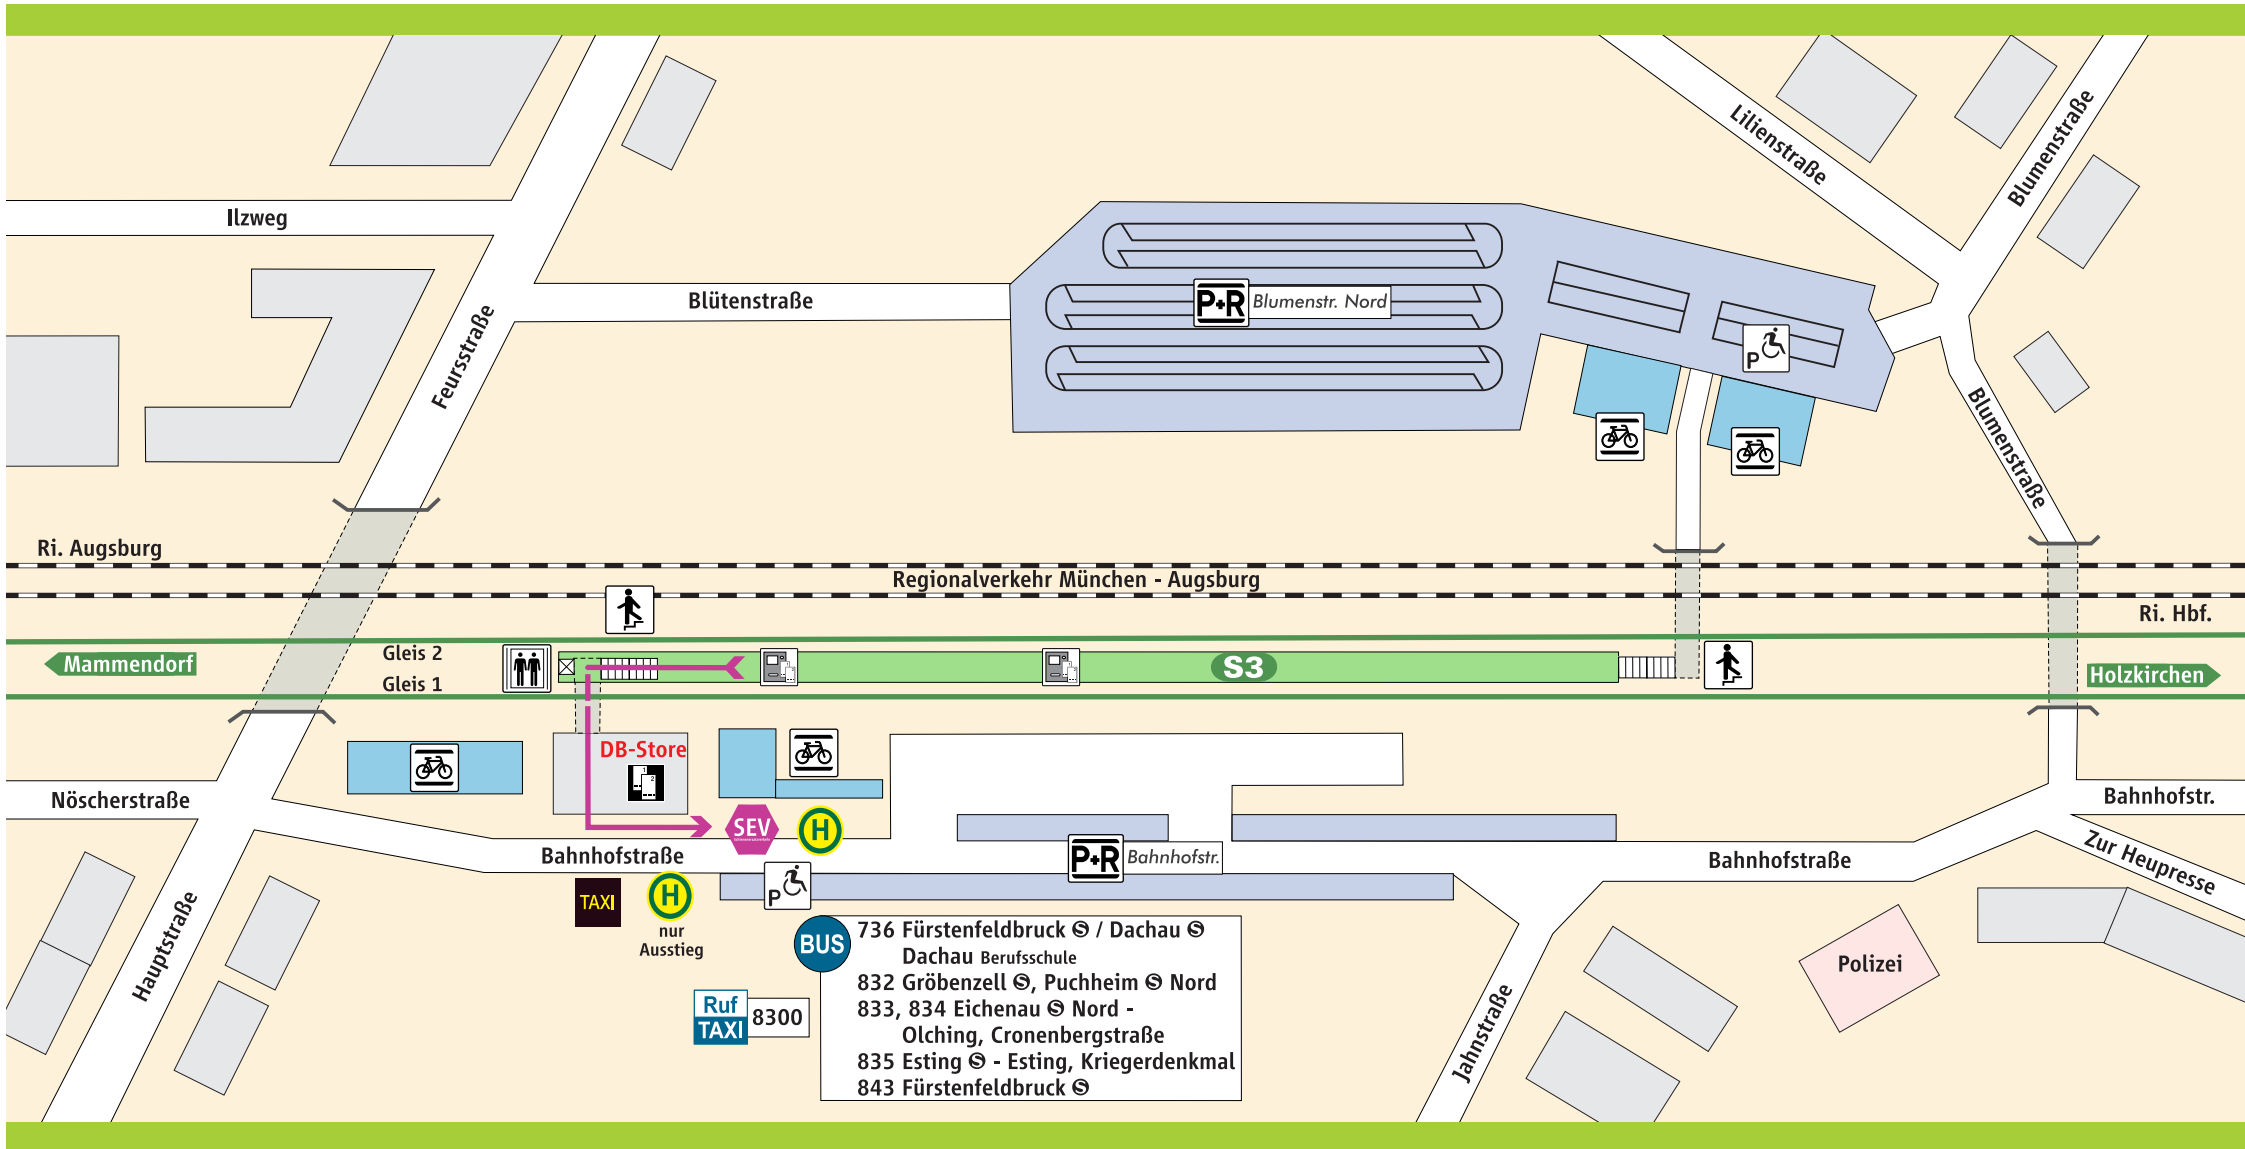 Lilienstraße
Blumenstraße
Ilzweg
Blütenstraße
P+R Blumenstr. Nord
Feursstraße
P
Blumenstraße
Ri. Augsburg
Regionalverkehr München - Augsburg
Ri. Hbf.
Mammendorf
Gleis 2
Gleis 1
S3
Holzkirchen
DB-Store
1
2
Nöscherstraße
SEV
H
Bahnhofstr.
Bahnhofstraße
P+R Bahnhofstr.
Bahnhofstraße
Zur Heupresse
TAXI
H
nur
Ausstieg
P
Hauptstraße
BUS
736 Fürstenfeldbruck S / Dachau S
Dachau Berufsschule
832 Gröbenzell S, Puchheim S Nord
833, 834 Eichenau S Nord -
Olching, Cronenbergstraße
835 Esting S - Esting, Kriegerdenkmal
843 Fürstenfeldbruck S
Ruf
TAXI
8300
Polizei
Jahnstraße